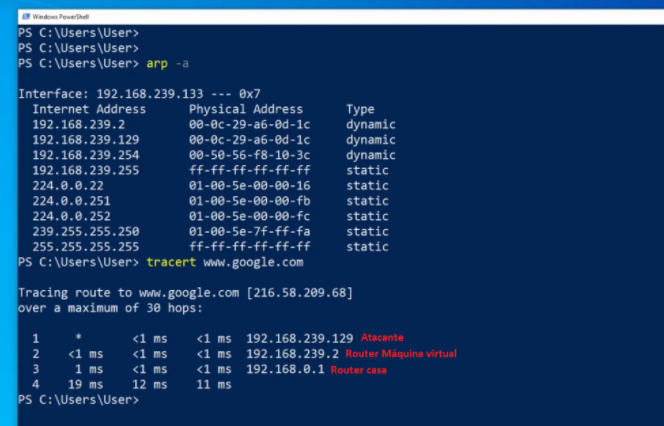 Windows PowerShell
PS C:\Users\User>
PS C:\Users\User>
PS C:\Users\User> arp -a
Interface: 192.168.239.133 --- 0x7
Internet Address Physical Address Type
192.168.239.2 00-0c-29-a6-0d-1c dynamic
192.168.239.129 00-0c-29-a6-0d-1c dynamic
192.168.239.254 00-50-56-f8-10-3c dynamic
192.168.239.255 ff-ff-ff-ff-ff-ff static
224.0.0.22 01-00-5e-00-00-16 static
224.0.0.251 01-00-5e-00-00-fb static
224.0.0.252 01-00-5e-00-00-fc static
239.255.255.250 01-00-5e-7f-ff-fa static
255.255.255.255 ff-ff-ff-ff-ff-ff static
PS C:\Users\User> tracert www.google.com
Tracing route to www.google.com [216.58.209.68]
over a maximum of 30 hops:
1 * <1 ms <1 ms 192.168.239.129 Atacante
2 <1 ms <1 ms <1 ms 192.168.239.2 Router Máquina virtual
3 1 ms <1 ms <1 ms 192.168.0.1 Router casa
4 19 ms 12 ms 11 ms
PS C:\Users\User>